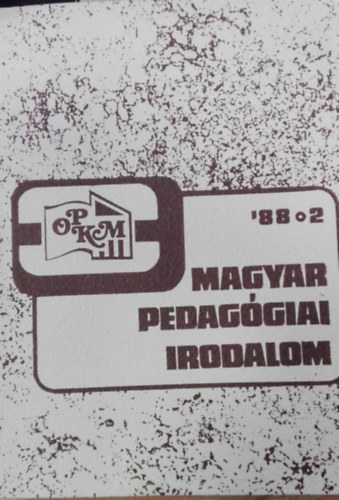 OPKM
'88 o 2
MAGYAR
PEDAGÓGIAI
IRODALOM